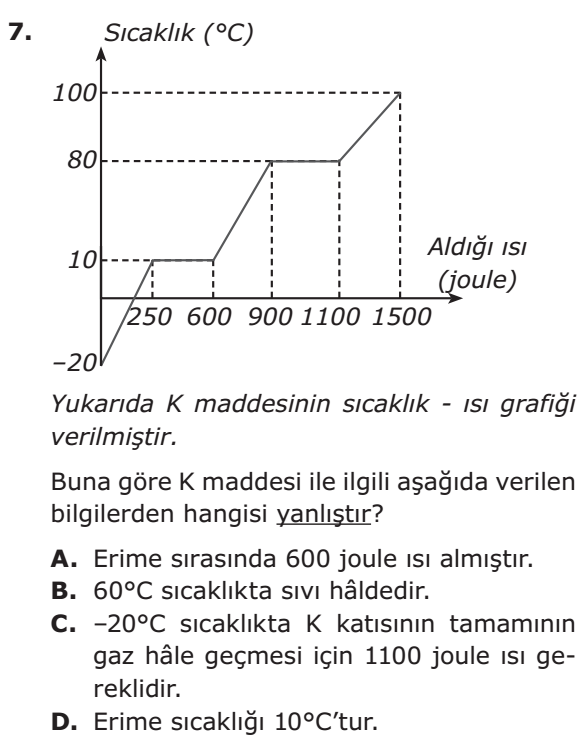 7.
Sıcaklık (°C)
100
80
10
–20
Aldığı ısı
(joule)
250 600 900 1100 1500
Yukarıda K maddesinin sıcaklık - ısı grafiği
verilmiştir.
Buna göre K maddesi ile ilgili aşağıda verilen
bilgilerden hangisi yanlıştır?
A. Erime sırasında 600 joule ısı almıştır.
B. 60°C sıcaklıkta sıvı hâldedir.
C. –20°C sıcaklıkta K katısının tamamının
gaz hâle geçmesi için 1100 joule ısı ge-
reklidir.
D. Erime sıcaklığı 10°C'tur.